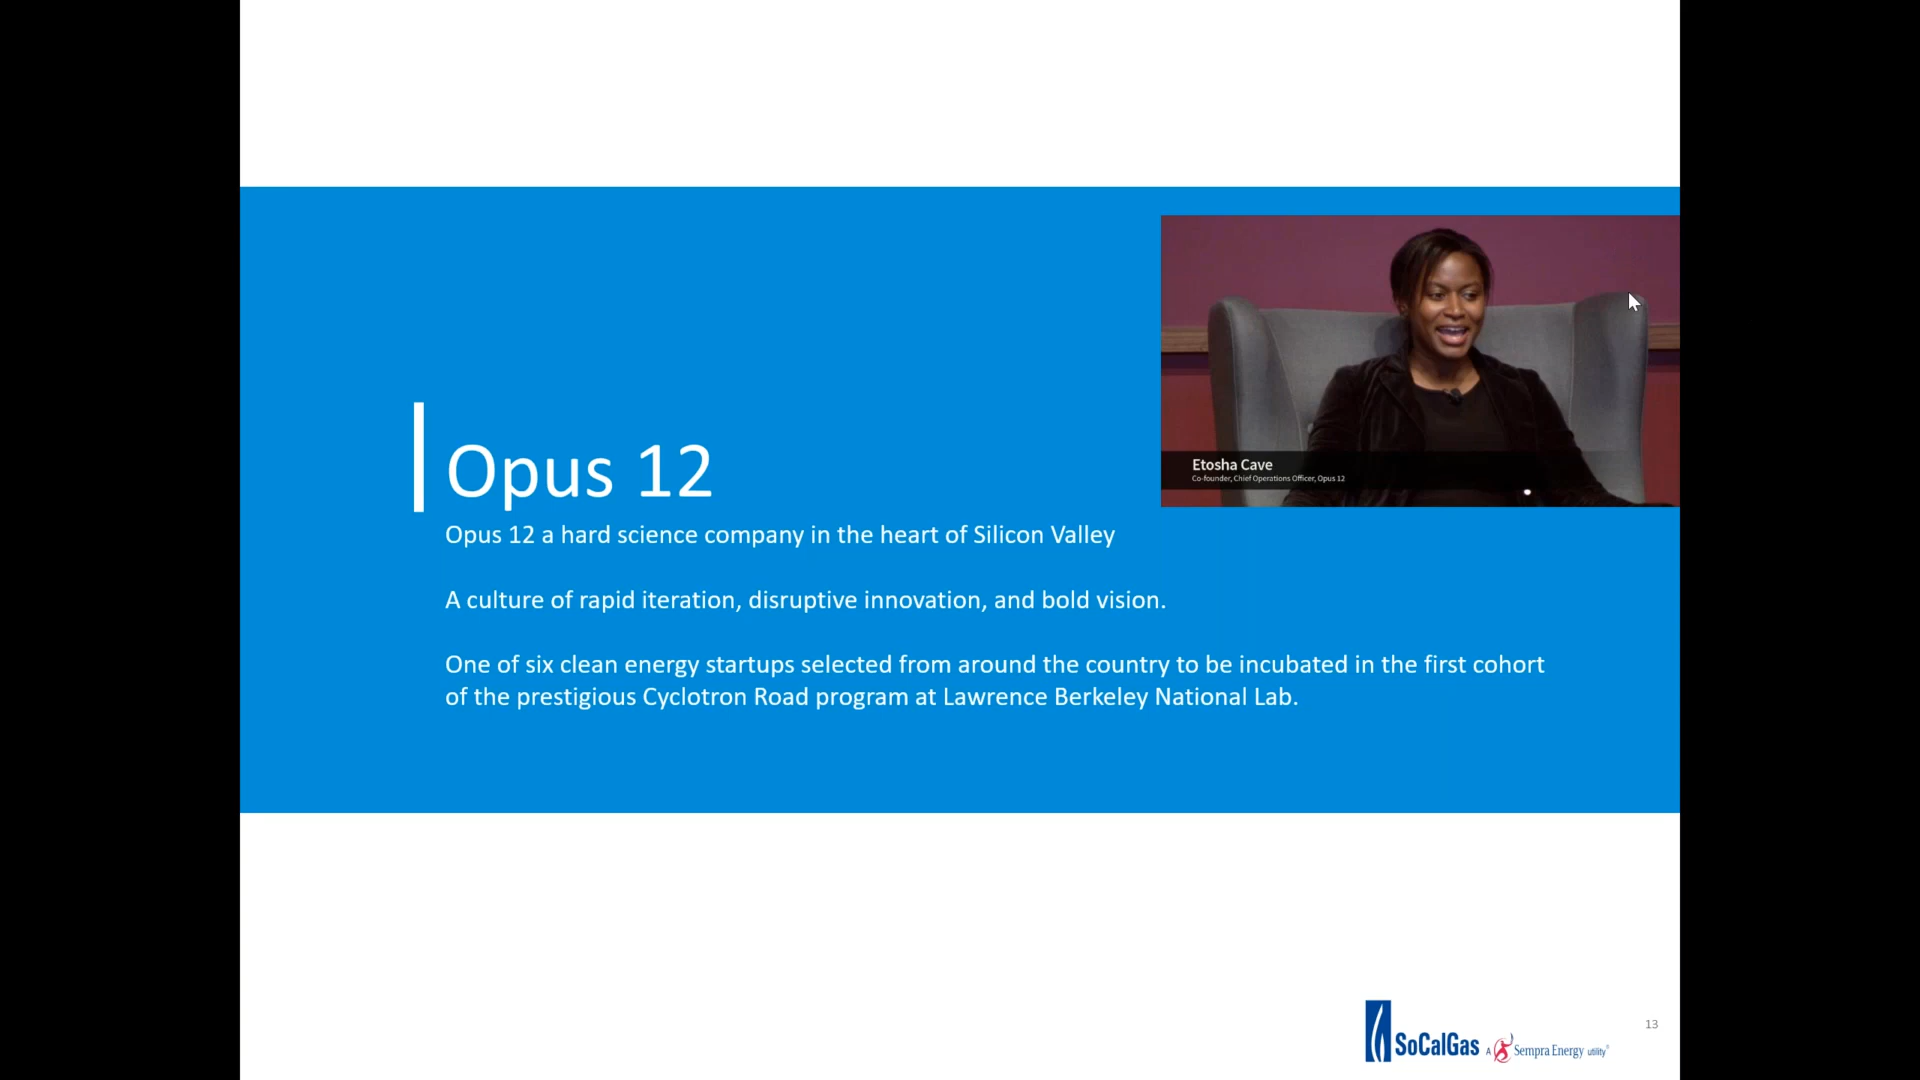 Etosha Cave
Co-founder, Chief Operations Officer, Opus 12
Opus 12
Opus 12 a hard science company in the heart of Silicon Valley
A culture of rapid iteration, disruptive innovation, and bold vision.
One of six clean energy startups selected from around the country to be incubated in the first cohort
of the prestigious Cyclotron Road program at Lawrence Berkeley National Lab.
SoCalGas A Sempra Energy utility®
13